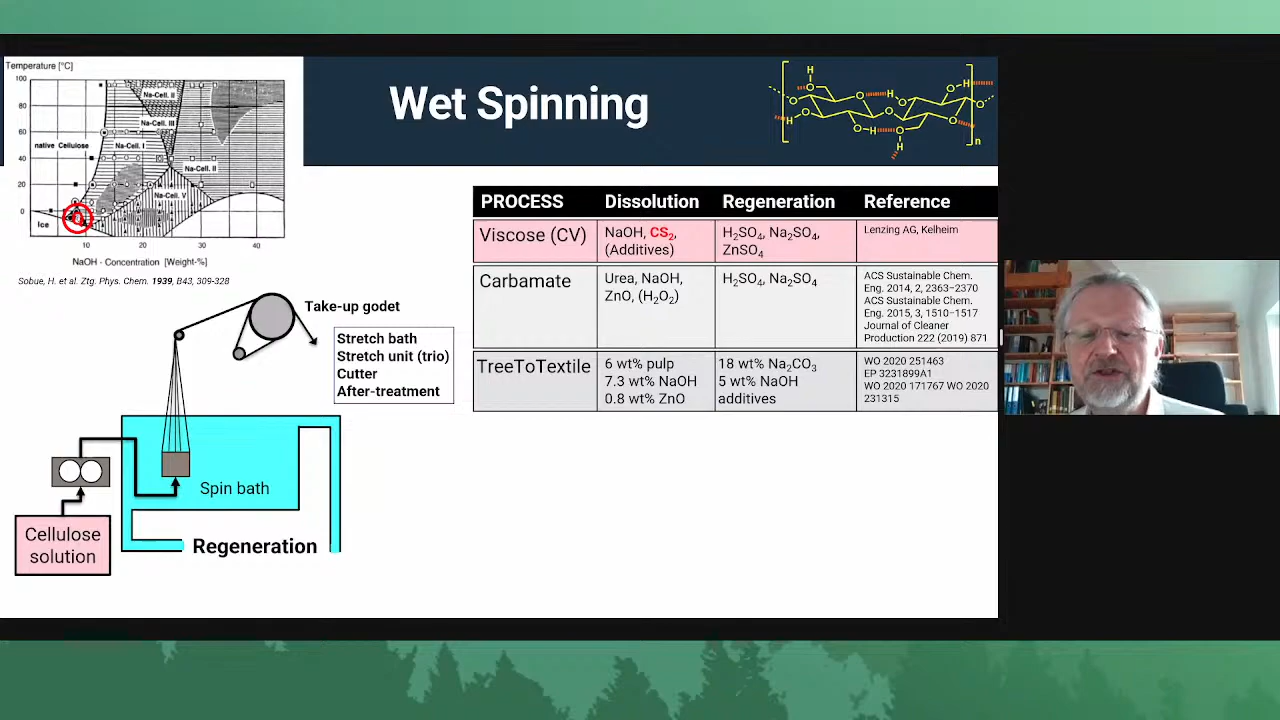 Temperature [°C]
100
80
60
40
20
0
native Cellulose
Na-Cell. II
Na-Cell. III
Na-Cell. I
Na-Cell. II
Na-Cell. V
Ice
10
20
30
40
NaOH - Concentration [Weight-%]
Sobue, H. et al. Ztg. Phys. Chem. 1939, B43, 309-328
Wet Spinning
H
O
O
O
H
O
H
O
H
O
O
O
H
O
H
O
H
n
PROCESS Dissolution Regeneration Reference
Viscose (CV)
NaOH, CS₂,
(Additives)
H₂SO₄, Na₂SO₄,
ZnSO₄
Lenzing AG, Kelheim
Carbamate
Urea, NaOH,
ZnO, (H₂O₂)
H₂SO₄, Na₂SO₄
ACS Sustainable Chem.
Eng. 2014, 2, 2363–2370
ACS Sustainable Chem.
Eng. 2015, 3, 1510–1517
Journal of Cleaner
Production 222 (2019) 871
TreeToTextile
6 wt% pulp
7.3 wt% NaOH
0.8 wt% ZnO
18 wt% Na₂CO₃
5 wt% NaOH
additives
WO 2020 251463
EP 3231899A1
WO 2020 171767 WO 2020
231315
Take-up godet
Stretch bath
Stretch unit (trio)
Cutter
After-treatment
Spin bath
Cellulose
solution
Regeneration